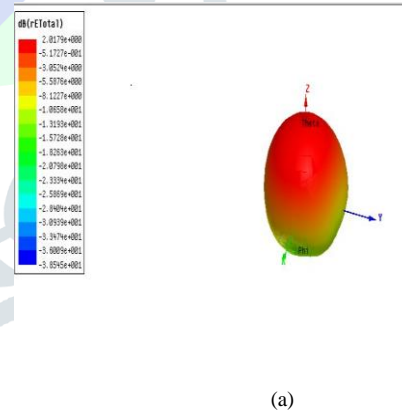 dB(rETotal)
2.0179e+000
-5.1727e-001
-3.0524e+000
-5.5876e+000
-8.1227e+000
-1.0658e+001
-1.3193e+001
-1.5728e+001
-1.8263e+001
-2.0798e+001
-2.3334e+001
-2.5869e+001
-2.8404e+001
-3.0939e+001
-3.3474e+001
-3.6009e+001
-3.8545e+001
Z
Theta
Y
Phi
(a)